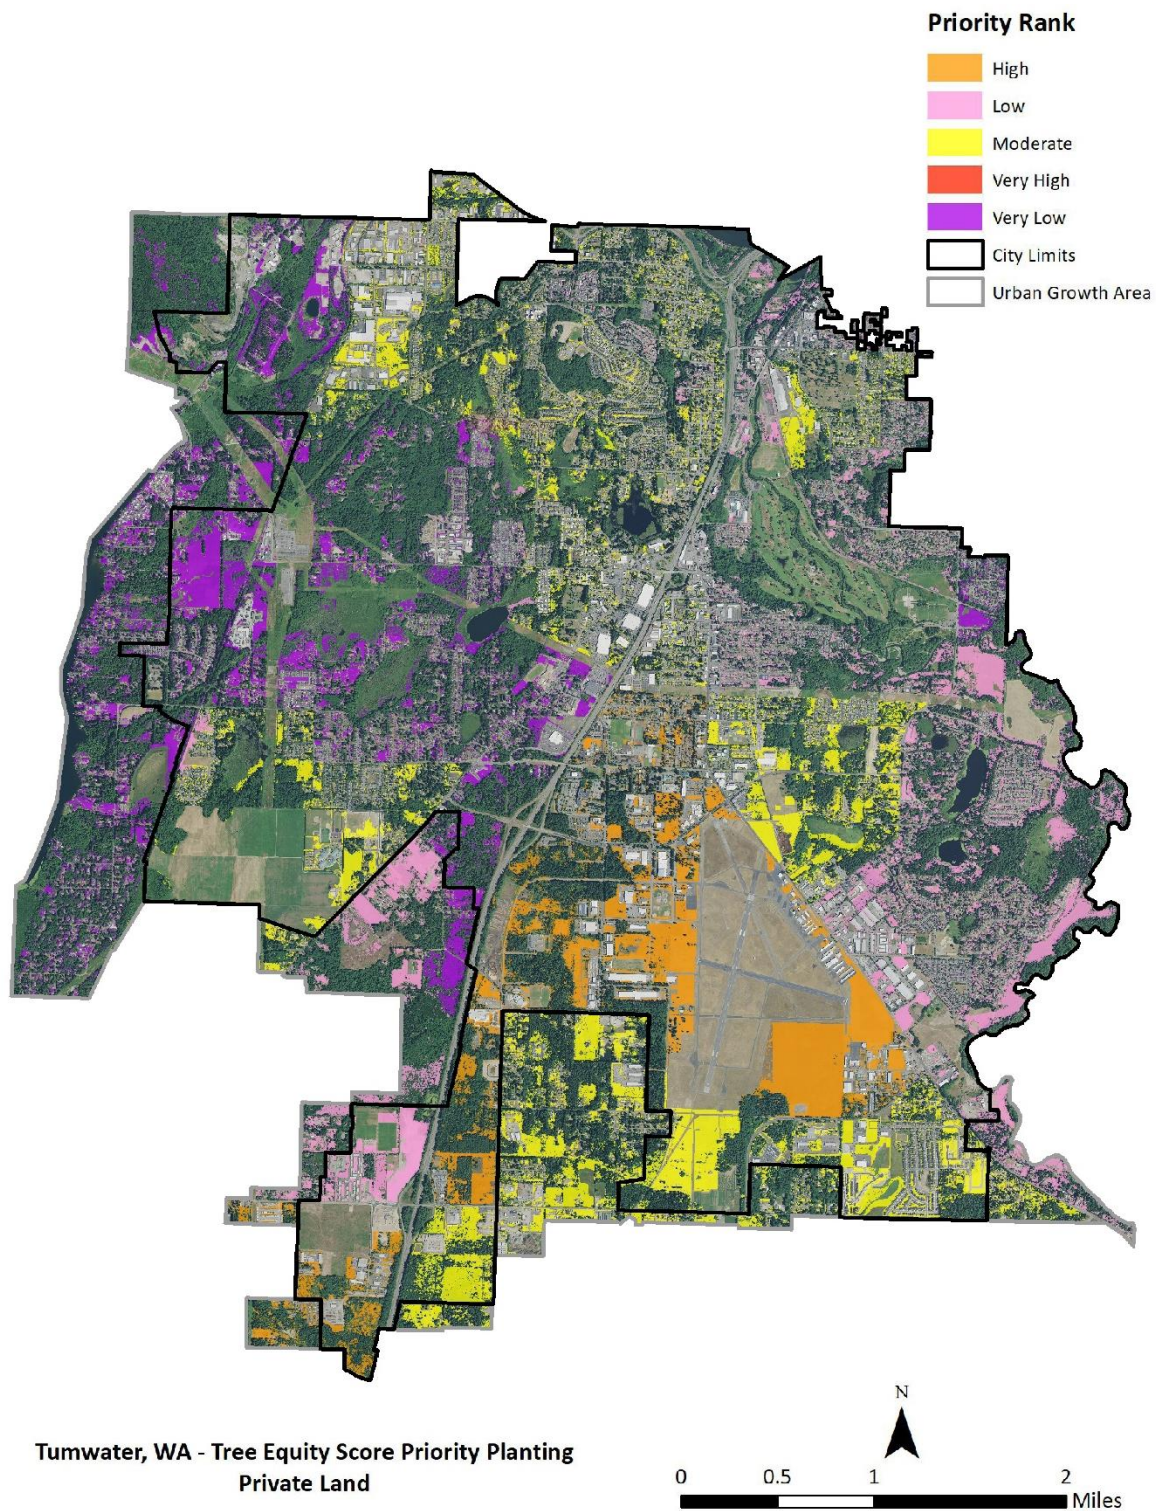 Priority Rank
High
Low
Moderate
Very High
Very Low
City Limits
Urban Growth Area
Tumwater, WA - Tree Equity Score Priority Planting
Private Land
N
0 0.5 1 2
Miles